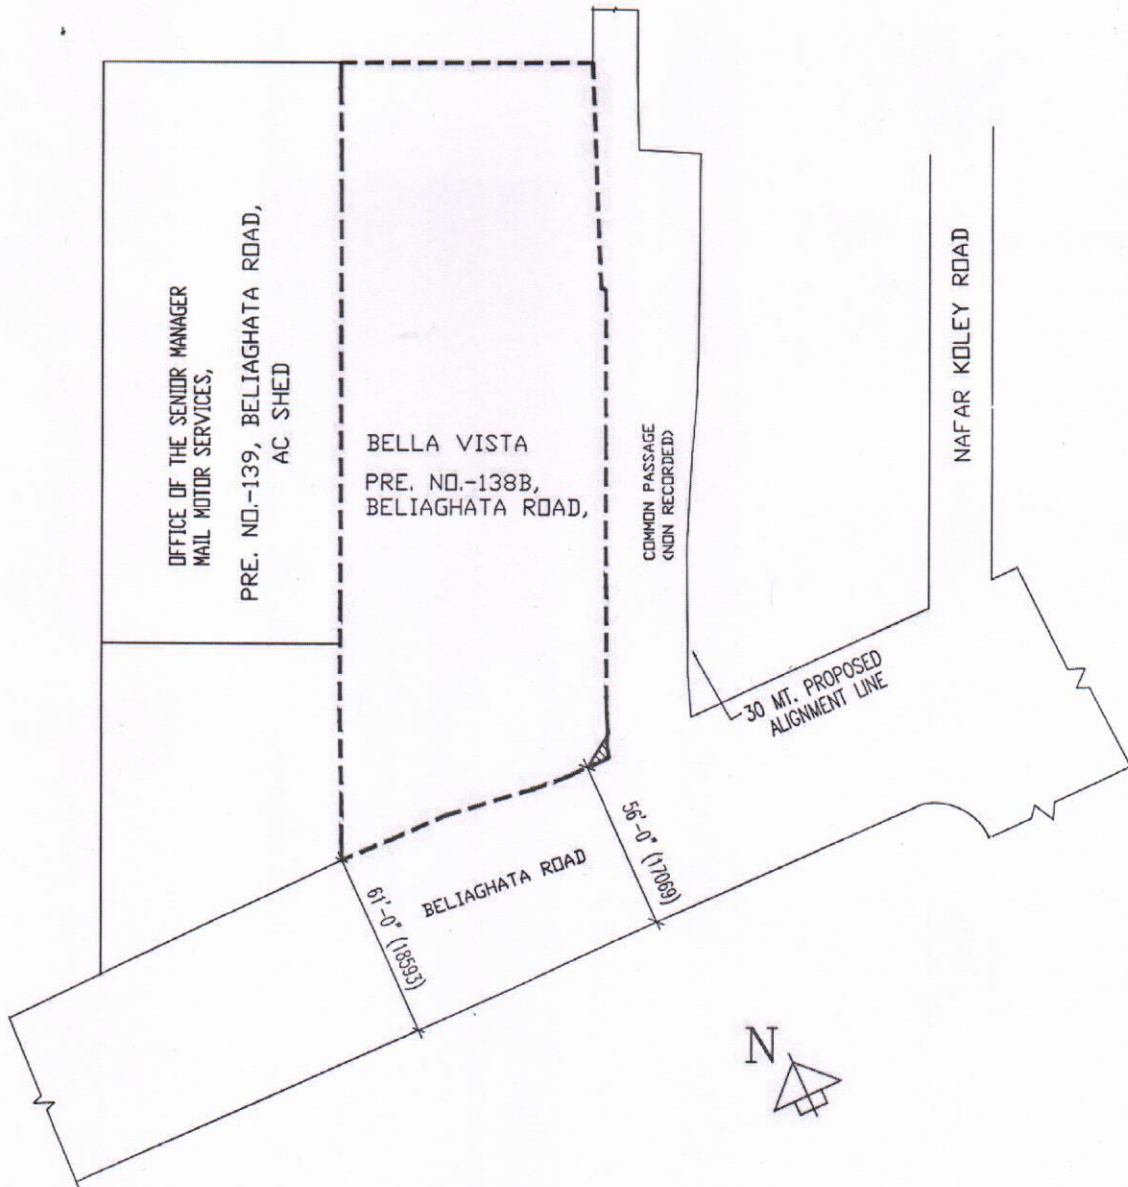 OFFICE OF THE SENIOR MANAGER
MAIL MOTOR SERVICES,
PRE. NO.-139, BELIAGHATA ROAD,
AC SHED
BELLA VISTA
PRE. NO.-138B,
BELIAGHATA ROAD,
COMMON PASSAGE
(NON RECORDED)
NAFAR KOLEY ROAD
30 MT. PROPOSED
ALIGNMENT LINE
BELIAGHATA ROAD
61'-0" (18593)
56'-0" (17069)
N